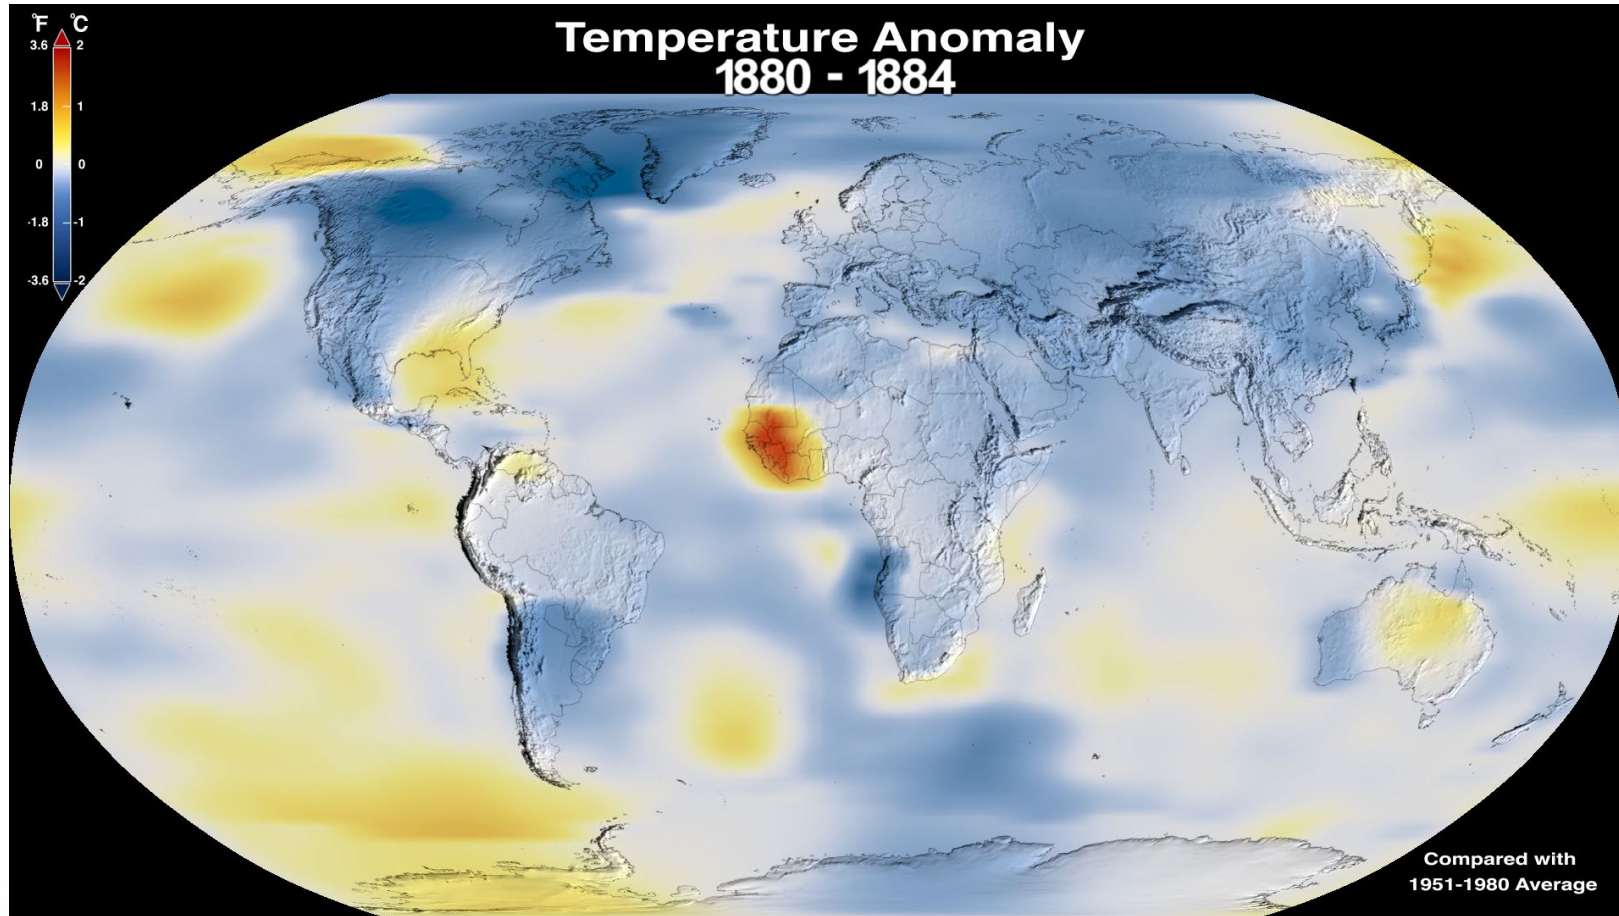 °F °C
Temperature Anomaly
1880 - 1884
3.6 2
1.8 1
0 0
-1.8 -1
-3.6 -2
Compared with
1951-1980 Average